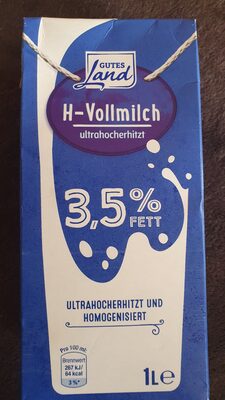 GUTES
Land
H-Vollmilch
ultrahocherhitzt
3,5%
FETT
ULTRAHOCHERHITZT UND
HOMOGENISIERT
Pro 100 ml:
Brennwert
267 kJ/
64 kcal
3 %*
1L℮